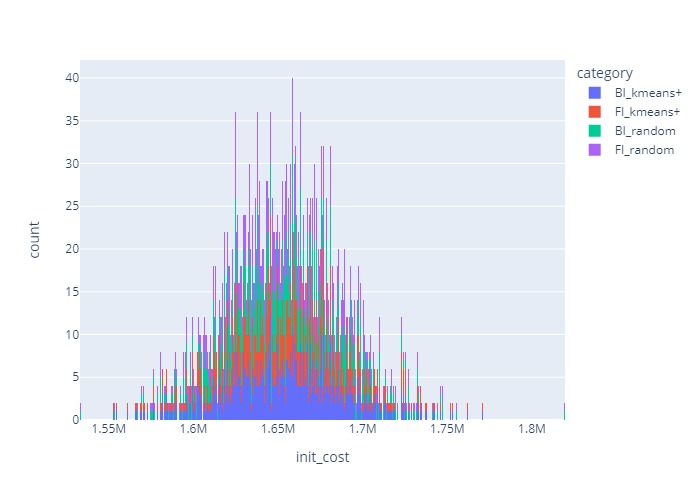 category
BI_kmeans+
FI_kmeans+
BI_random
FI_random
count
40
35
30
25
20
15
10
5
0
1.55M 1.6M 1.65M 1.7M 1.75M 1.8M
init_cost